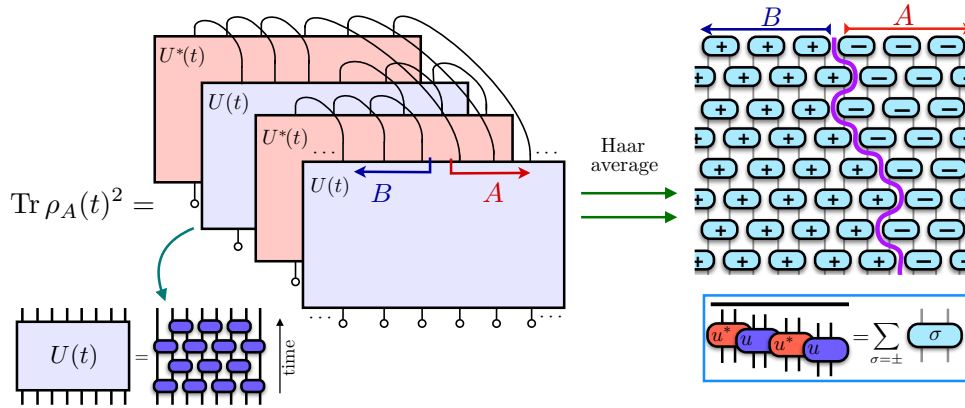 U*(t)
U(t)
U*(t)
U(t)
... ...
B A
Tr ρ_A(t)² =
... ...
Haar
average
B A
+ + + − − −
+ + + + − − −
+ + + − − −
+ + + + − − −
+ + + + − −
+ + + + + − −
+ + + + − −
+ + + + − −
+ + + + − −
U(t) =
time
u* u u* u = ∑ σ
σ=±